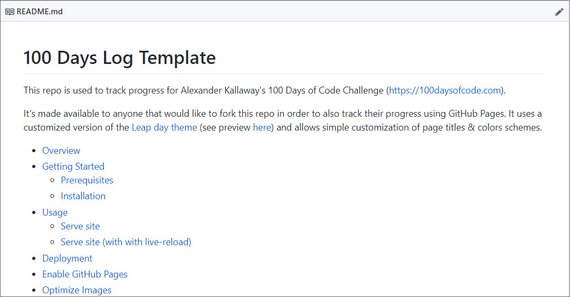 README.md
100 Days Log Template
This repo is used to track progress for Alexander Kallaway's 100 Days of Code Challenge (https://100daysofcode.com).
It's made available to anyone that would like to fork this repo in order to also track their progress using GitHub Pages. It uses a
customized version of the Leap day theme (see preview here) and allows simple customization of page titles & colors schemes.
Overview
Getting Started
Prerequisites
Installation
Usage
Serve site
Serve site (with with live-reload)
Deployment
Enable GitHub Pages
Optimize Images